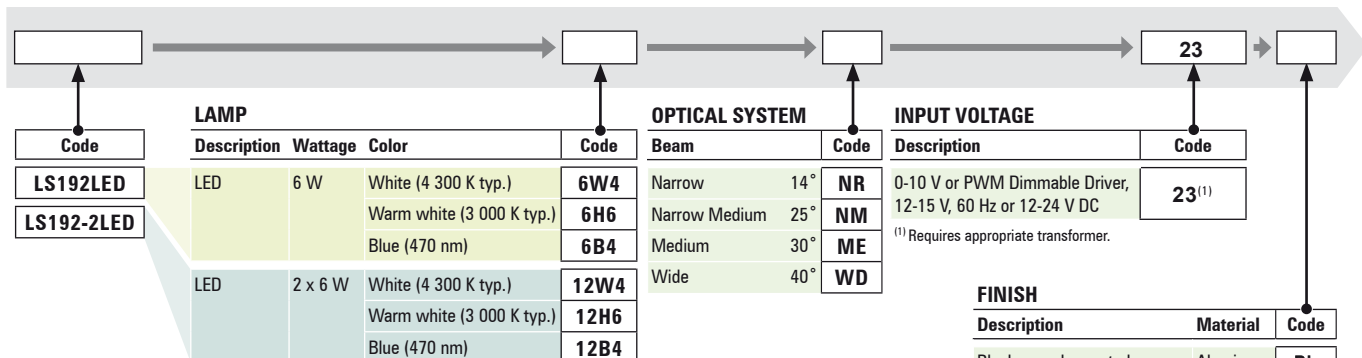 23
LAMP
OPTICAL SYSTEM
INPUT VOLTAGE
Code
Description Wattage Color Code
Beam Code
Description Code
LS192LED
LS192-2LED
LED 6 W White (4 300 K typ.) 6W4
Warm white (3 000 K typ.) 6H6
Blue (470 nm) 6B4
LED 2 x 6 W White (4 300 K typ.) 12W4
Warm white (3 000 K typ.) 12H6
Blue (470 nm) 12B4
Narrow 14° NR
Narrow Medium 25° NM
Medium 30° ME
Wide 40° WD
0-10 V or PWM Dimmable Driver,
12-15 V, 60 Hz or 12-24 V DC
23(1)
(1) Requires appropriate transformer.
FINISH
Description Material Code